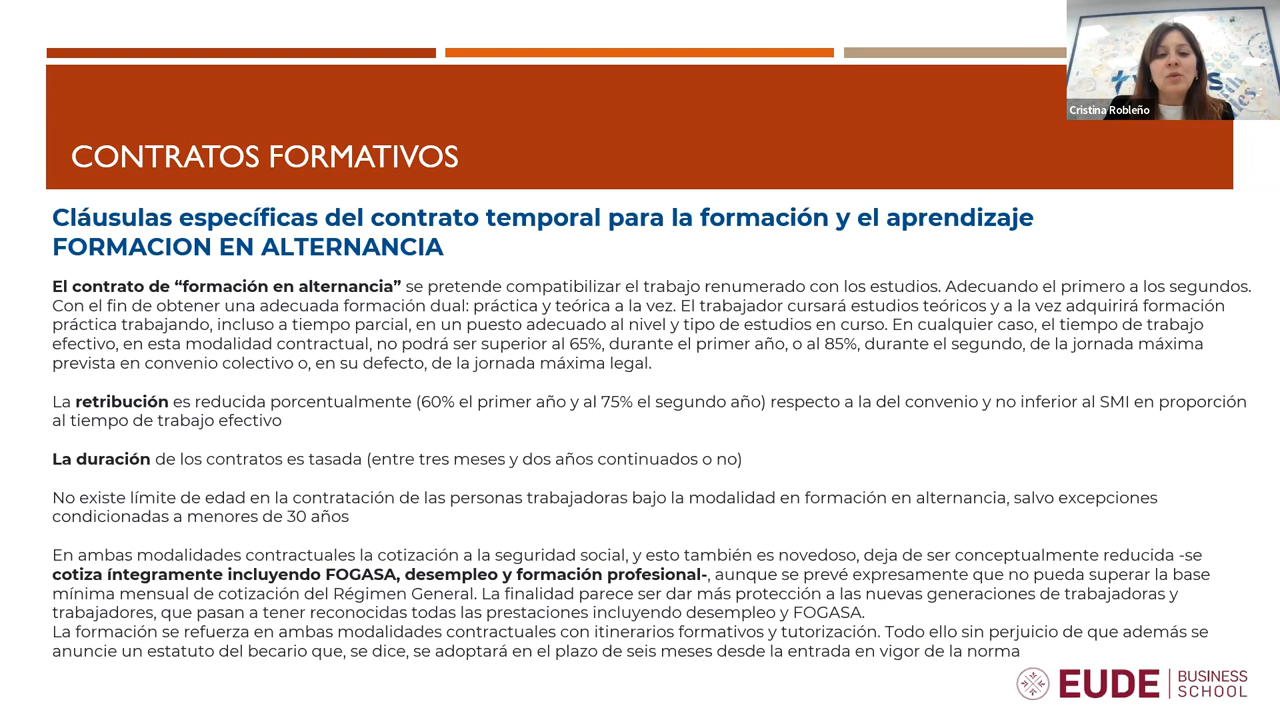 Cristina Robleño
CONTRATOS FORMATIVOS
Cláusulas específicas del contrato temporal para la formación y el aprendizaje
FORMACION EN ALTERNANCIA
El contrato de “formación en alternancia” se pretende compatibilizar el trabajo renumerado con los estudios. Adecuando el primero a los segundos.
Con el fin de obtener una adecuada formación dual: práctica y teórica a la vez. El trabajador cursará estudios teóricos y a la vez adquirirá formación
práctica trabajando, incluso a tiempo parcial, en un puesto adecuado al nivel y tipo de estudios en curso. En cualquier caso, el tiempo de trabajo
efectivo, en esta modalidad contractual, no podrá ser superior al 65%, durante el primer año, o al 85%, durante el segundo, de la jornada máxima
prevista en convenio colectivo o, en su defecto, de la jornada máxima legal.
La retribución es reducida porcentualmente (60% el primer año y al 75% el segundo año) respecto a la del convenio y no inferior al SMI en proporción
al tiempo de trabajo efectivo
La duración de los contratos es tasada (entre tres meses y dos años continuados o no)
No existe límite de edad en la contratación de las personas trabajadoras bajo la modalidad en formación en alternancia, salvo excepciones
condicionadas a menores de 30 años
En ambas modalidades contractuales la cotización a la seguridad social, y esto también es novedoso, deja de ser conceptualmente reducida -se
cotiza íntegramente incluyendo FOGASA, desempleo y formación profesional-, aunque se prevé expresamente que no pueda superar la base
mínima mensual de cotización del Régimen General. La finalidad parece ser dar más protección a las nuevas generaciones de trabajadoras y
trabajadores, que pasan a tener reconocidas todas las prestaciones incluyendo desempleo y FOGASA.
La formación se refuerza en ambas modalidades contractuales con itinerarios formativos y tutorización. Todo ello sin perjuicio de que además se
anuncie un estatuto del becario que, se dice, se adoptará en el plazo de seis meses desde la entrada en vigor de la norma
EUDE BUSINESS
SCHOOL